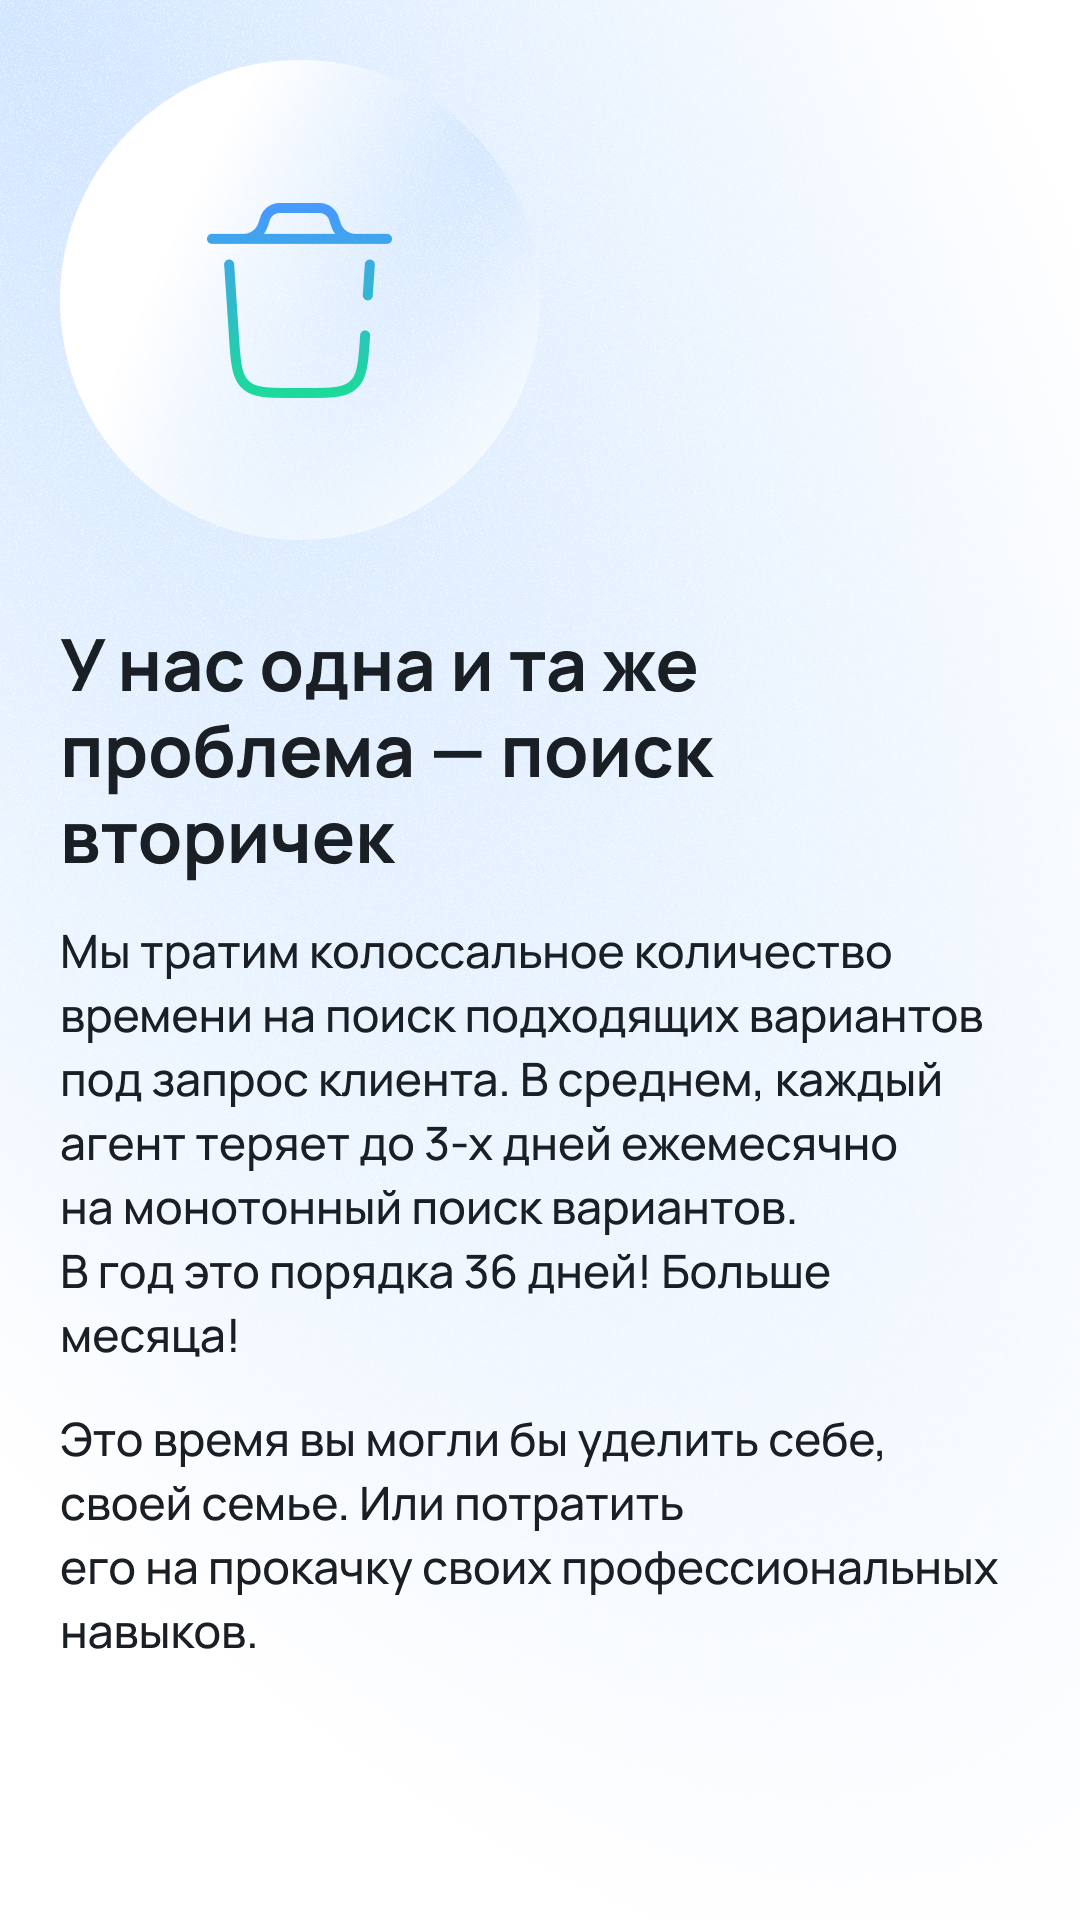 У нас одна и та же
проблема — поиск
вторичек
Мы тратим колоссальное количество
времени на поиск подходящих вариантов
под запрос клиента. В среднем, каждый
агент теряет до 3-х дней ежемесячно
на монотонный поиск вариантов.
В год это порядка 36 дней! Больше
месяца!
Это время вы могли бы уделить себе,
своей семье. Или потратить
его на прокачку своих профессиональных
навыков.